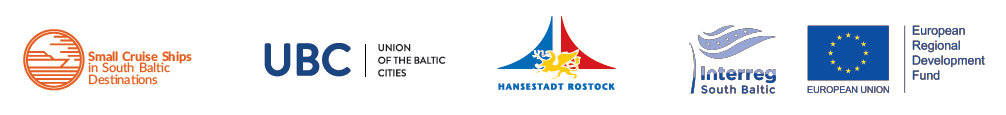 Small Cruise Ships
in South Baltic
Destinations
UBC
UNION
OF THE BALTIC
CITIES
HANSESTADT ROSTOCK
Interreg
South Baltic
EUROPEAN UNION
European
Regional
Development
Fund